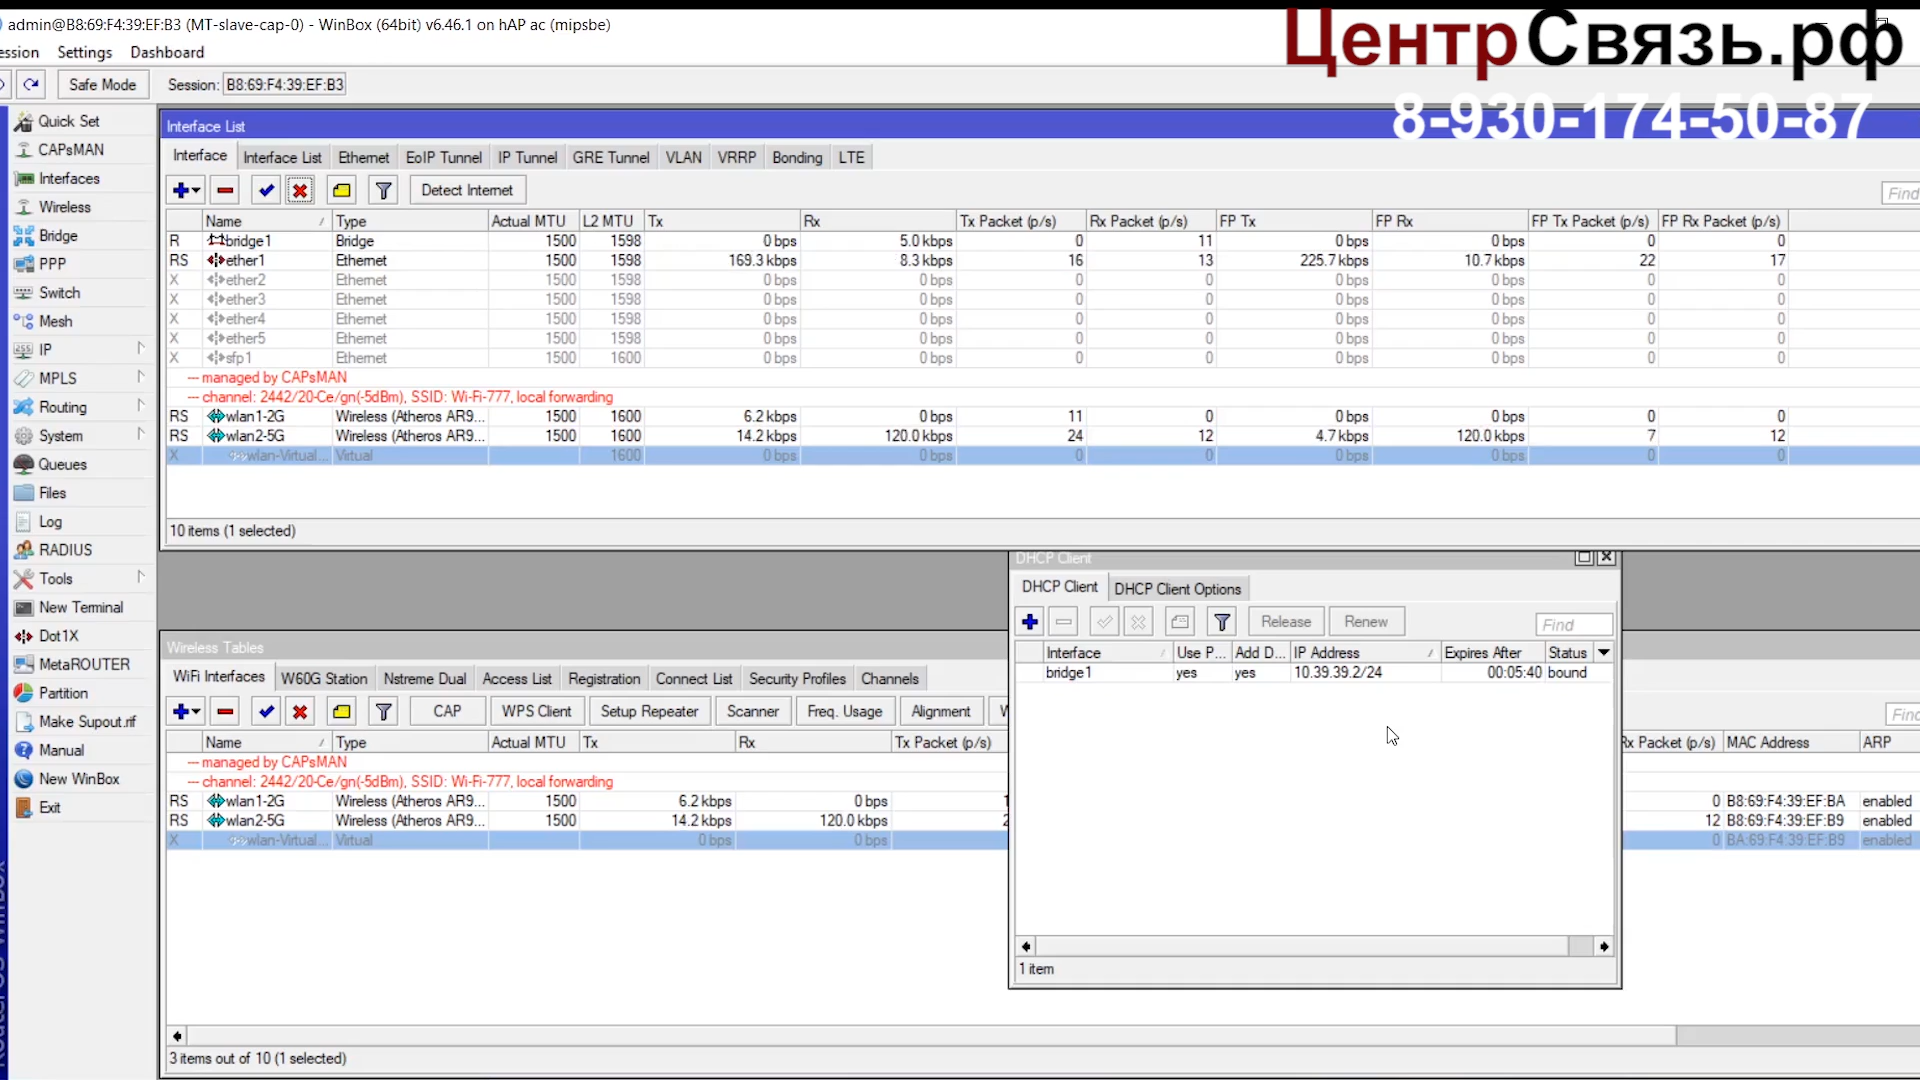 admin@B8:69:F4:39:EF:B3 (MT-slave-cap-0) - WinBox (64bit) v6.46.1 on hAP ac (mipsbe)
ЦентрСвязь.рф
ession Settings Dashboard
Safe Mode Session: B8:69:F4:39:EF:B3
8-930-174-50-87
Quick Set
CAPsMAN
Interfaces
Wireless
Bridge
PPP
Switch
Mesh
IP
MPLS
Routing
System
Queues
Files
Log
RADIUS
Tools
New Terminal
Dot1X
MetaROUTER
Partition
Make Supout.rif
Manual
New WinBox
Exit
RouterOS WinBox
Interface List
Interface Interface List Ethernet EoIP Tunnel IP Tunnel GRE Tunnel VLAN VRRP Bonding LTE
Detect Internet Find
Name Type Actual MTU L2 MTU Tx Rx Tx Packet (p/s) Rx Packet (p/s) FP Tx FP Rx FP Tx Packet (p/s) FP Rx Packet (p/s)
R bridge1 Bridge 1500 1598 0 bps 5.0 kbps 0 11 0 bps 0 bps 0 0
RS ether1 Ethernet 1500 1598 169.3 kbps 8.3 kbps 16 13 225.7 kbps 10.7 kbps 22 17
X ether2 Ethernet 1500 1598 0 bps 0 bps 0 0 0 bps 0 bps 0 0
X ether3 Ethernet 1500 1598 0 bps 0 bps 0 0 0 bps 0 bps 0 0
X ether4 Ethernet 1500 1598 0 bps 0 bps 0 0 0 bps 0 bps 0 0
X ether5 Ethernet 1500 1598 0 bps 0 bps 0 0 0 bps 0 bps 0 0
X sfp1 Ethernet 1500 1600 0 bps 0 bps 0 0 0 bps 0 bps 0 0
--- managed by CAPsMAN
--- channel: 2442/20-Ce/gn(-5dBm), SSID: Wi-Fi-777, local forwarding
RS wlan1-2G Wireless (Atheros AR9... 1500 1600 6.2 kbps 0 bps 11 0 0 bps 0 bps 0 0
RS wlan2-5G Wireless (Atheros AR9... 1500 1600 14.2 kbps 120.0 kbps 24 12 4.7 kbps 120.0 kbps 7 12
X wlan-Virtual... Virtual 1600 0 bps 0 bps 0 0 0 bps 0 bps 0 0
10 items (1 selected)
DHCP Client
DHCP Client DHCP Client Options
Release Renew Find
Interface Use P... Add D... IP Address Expires After Status
bridge1 yes yes 10.39.39.2/24 00:05:40 bound
1 item
Wireless Tables
WiFi Interfaces W60G Station Nstreme Dual Access List Registration Connect List Security Profiles Channels
CAP WPS Client Setup Repeater Scanner Freq. Usage Alignment W Find
Name Type Actual MTU Tx Rx Tx Packet (p/s) Rx Packet (p/s) MAC Address ARP
--- managed by CAPsMAN
--- channel: 2442/20-Ce/gn(-5dBm), SSID: Wi-Fi-777, local forwarding
RS wlan1-2G Wireless (Atheros AR9... 1500 6.2 kbps 0 bps 1 0 B8:69:F4:39:EF:BA enabled
RS wlan2-5G Wireless (Atheros AR9... 1500 14.2 kbps 120.0 kbps 2 12 B8:69:F4:39:EF:B9 enabled
X wlan-Virtual... Virtual 0 bps 0 bps 0 BA:69:F4:39:EF:B9 enabled
3 items out of 10 (1 selected)